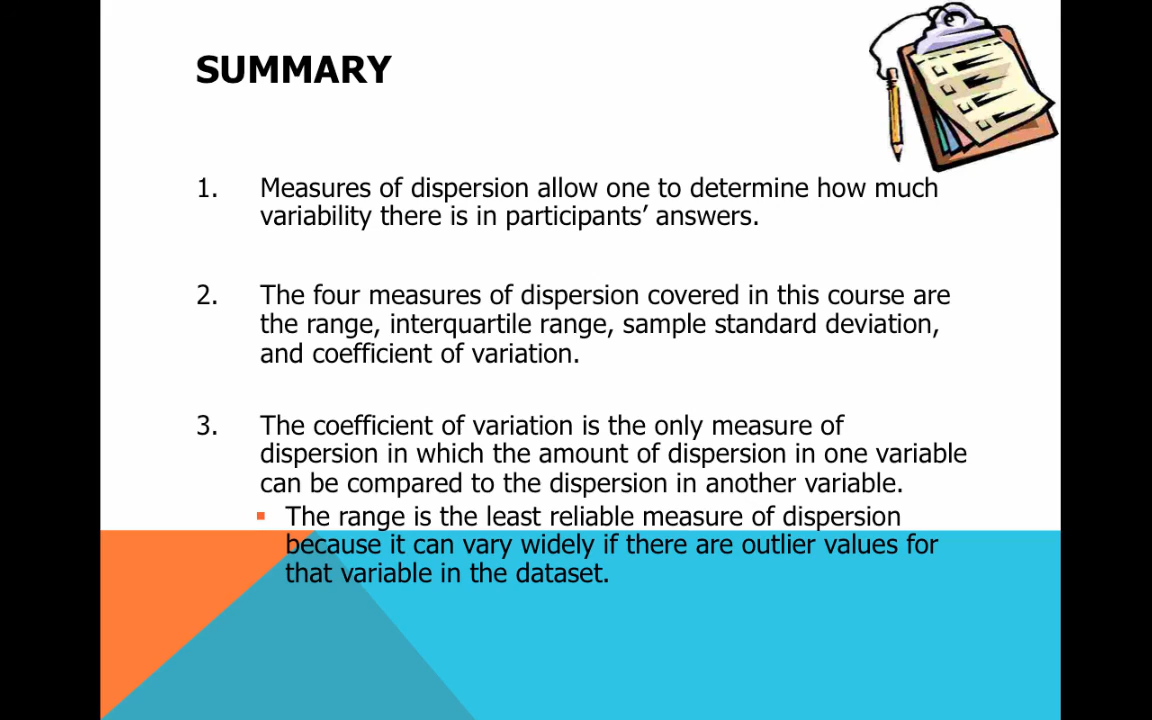 SUMMARY
1. Measures of dispersion allow one to determine how much
variability there is in participants’ answers.
2. The four measures of dispersion covered in this course are
the range, interquartile range, sample standard deviation,
and coefficient of variation.
3. The coefficient of variation is the only measure of
dispersion in which the amount of dispersion in one variable
can be compared to the dispersion in another variable.
▪ The range is the least reliable measure of dispersion
because it can vary widely if there are outlier values for
that variable in the dataset.